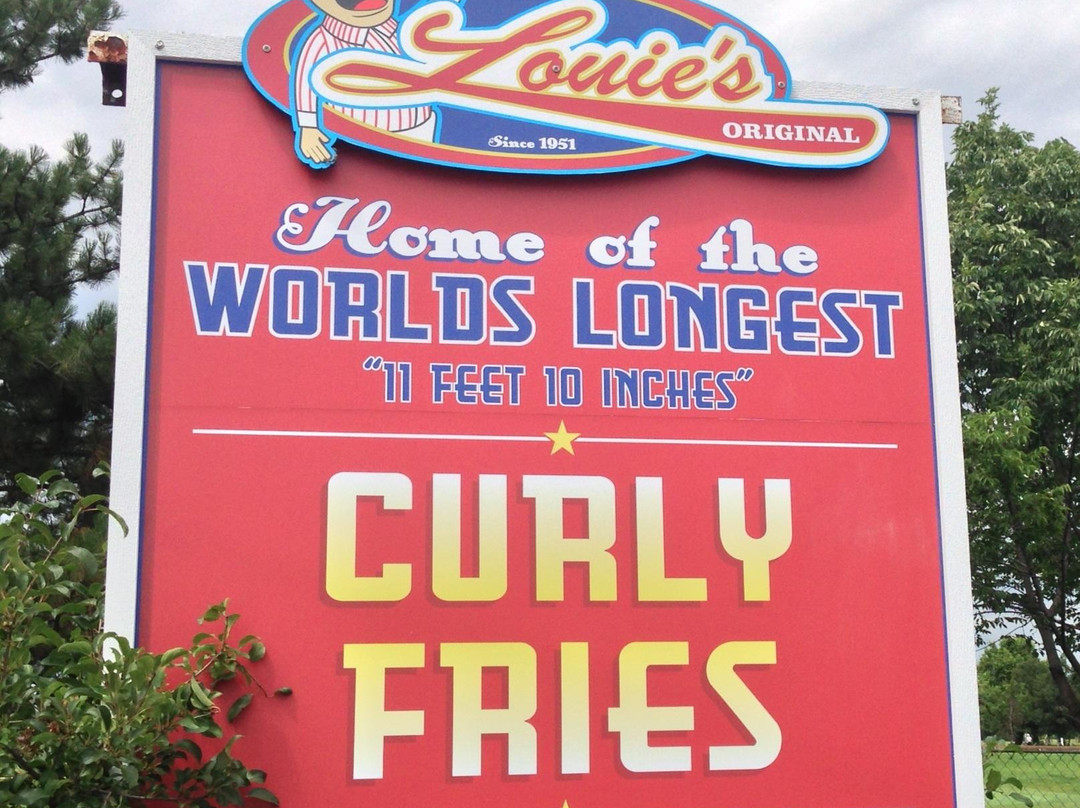 Louie's
ORIGINAL
Since 1951
Home of the
WORLDS LONGEST
“11 FEET 10 INCHES”
CURLY
FRIES